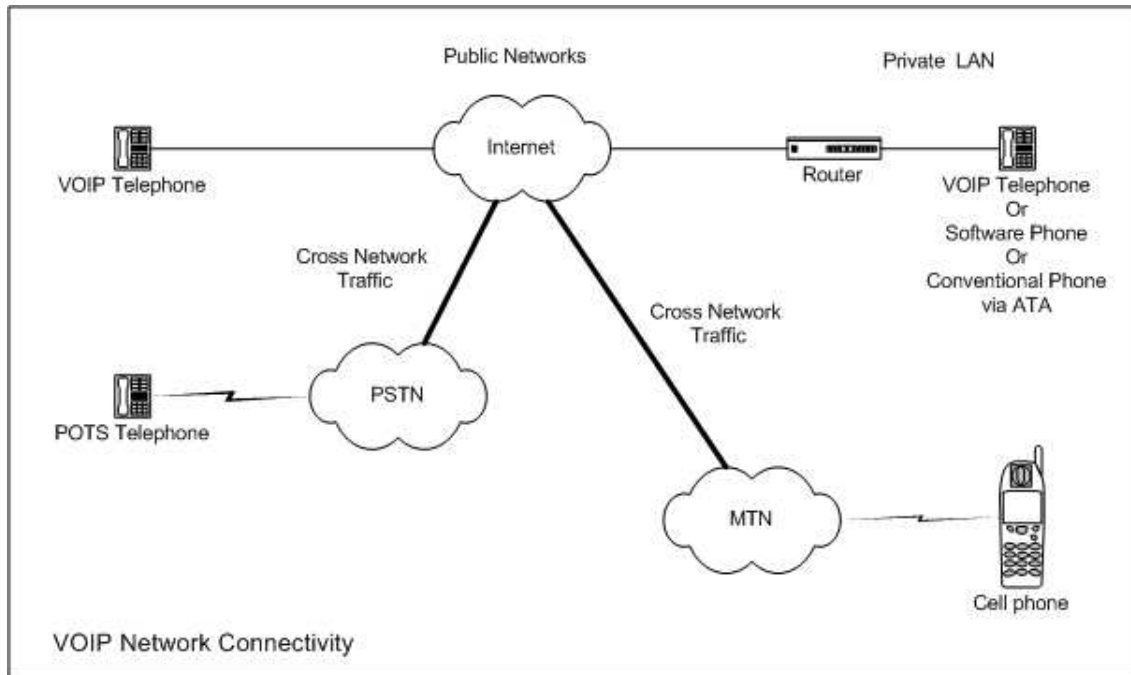 Public Networks
Private LAN
Internet
VOIP Telephone
Router
VOIP Telephone
Or
Software Phone
Or
Conventional Phone
via ATA
Cross Network
Traffic
Cross Network
Traffic
PSTN
POTS Telephone
MTN
Cell phone
VOIP Network Connectivity